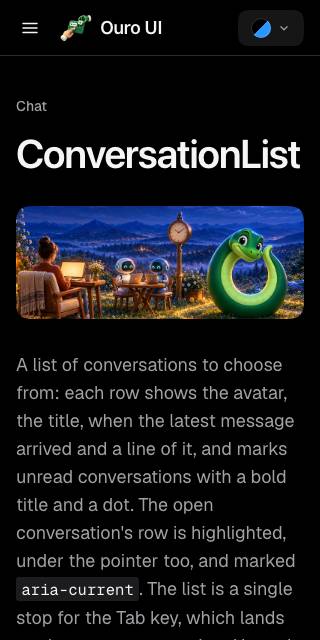 Ouro UI
Chat
ConversationList
A list of conversations to choose
from: each row shows the avatar,
the title, when the latest message
arrived and a line of it, and marks
unread conversations with a bold
title and a dot. The open
conversation's row is highlighted,
under the pointer too, and marked
aria-current. The list is a single
stop for the Tab key, which lands